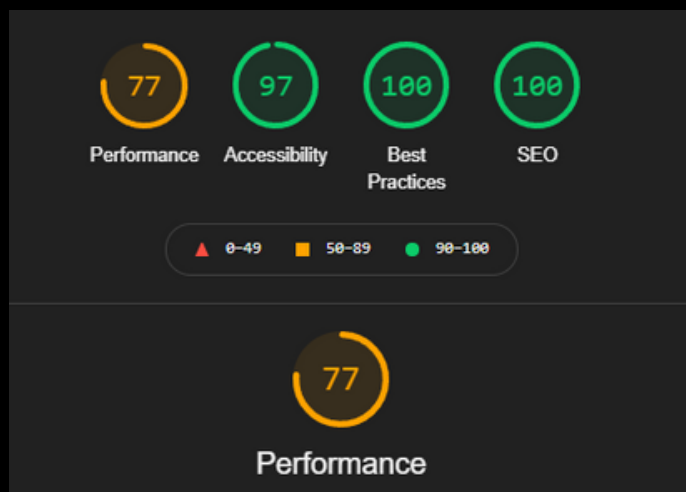 77 97 100 100
Performance Accessibility Best Practices SEO
0–49 50–89 90–100
77
Performance